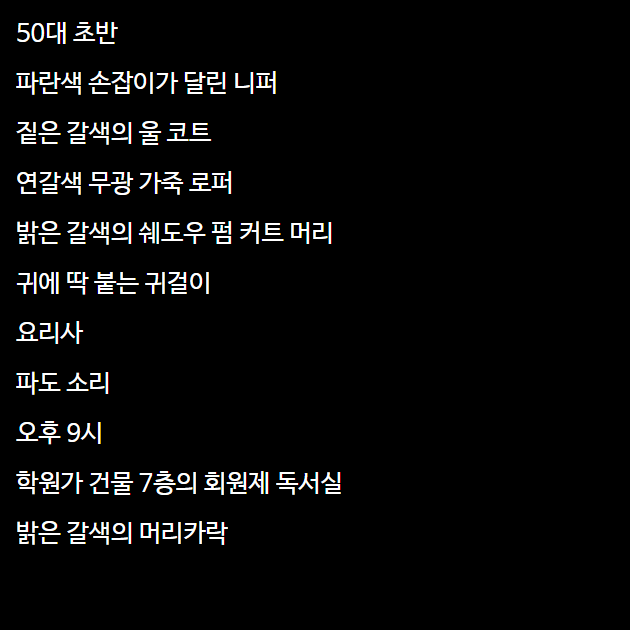 50대 초반
파란색 손잡이가 달린 니퍼
짙은 갈색의 울 코트
연갈색 무광 가죽 로퍼
밝은 갈색의 쉐도우 펌 커트 머리
귀에 딱 붙는 귀걸이
요리사
파도 소리
오후 9시
학원가 건물 7층의 회원제 독서실
밝은 갈색의 머리카락